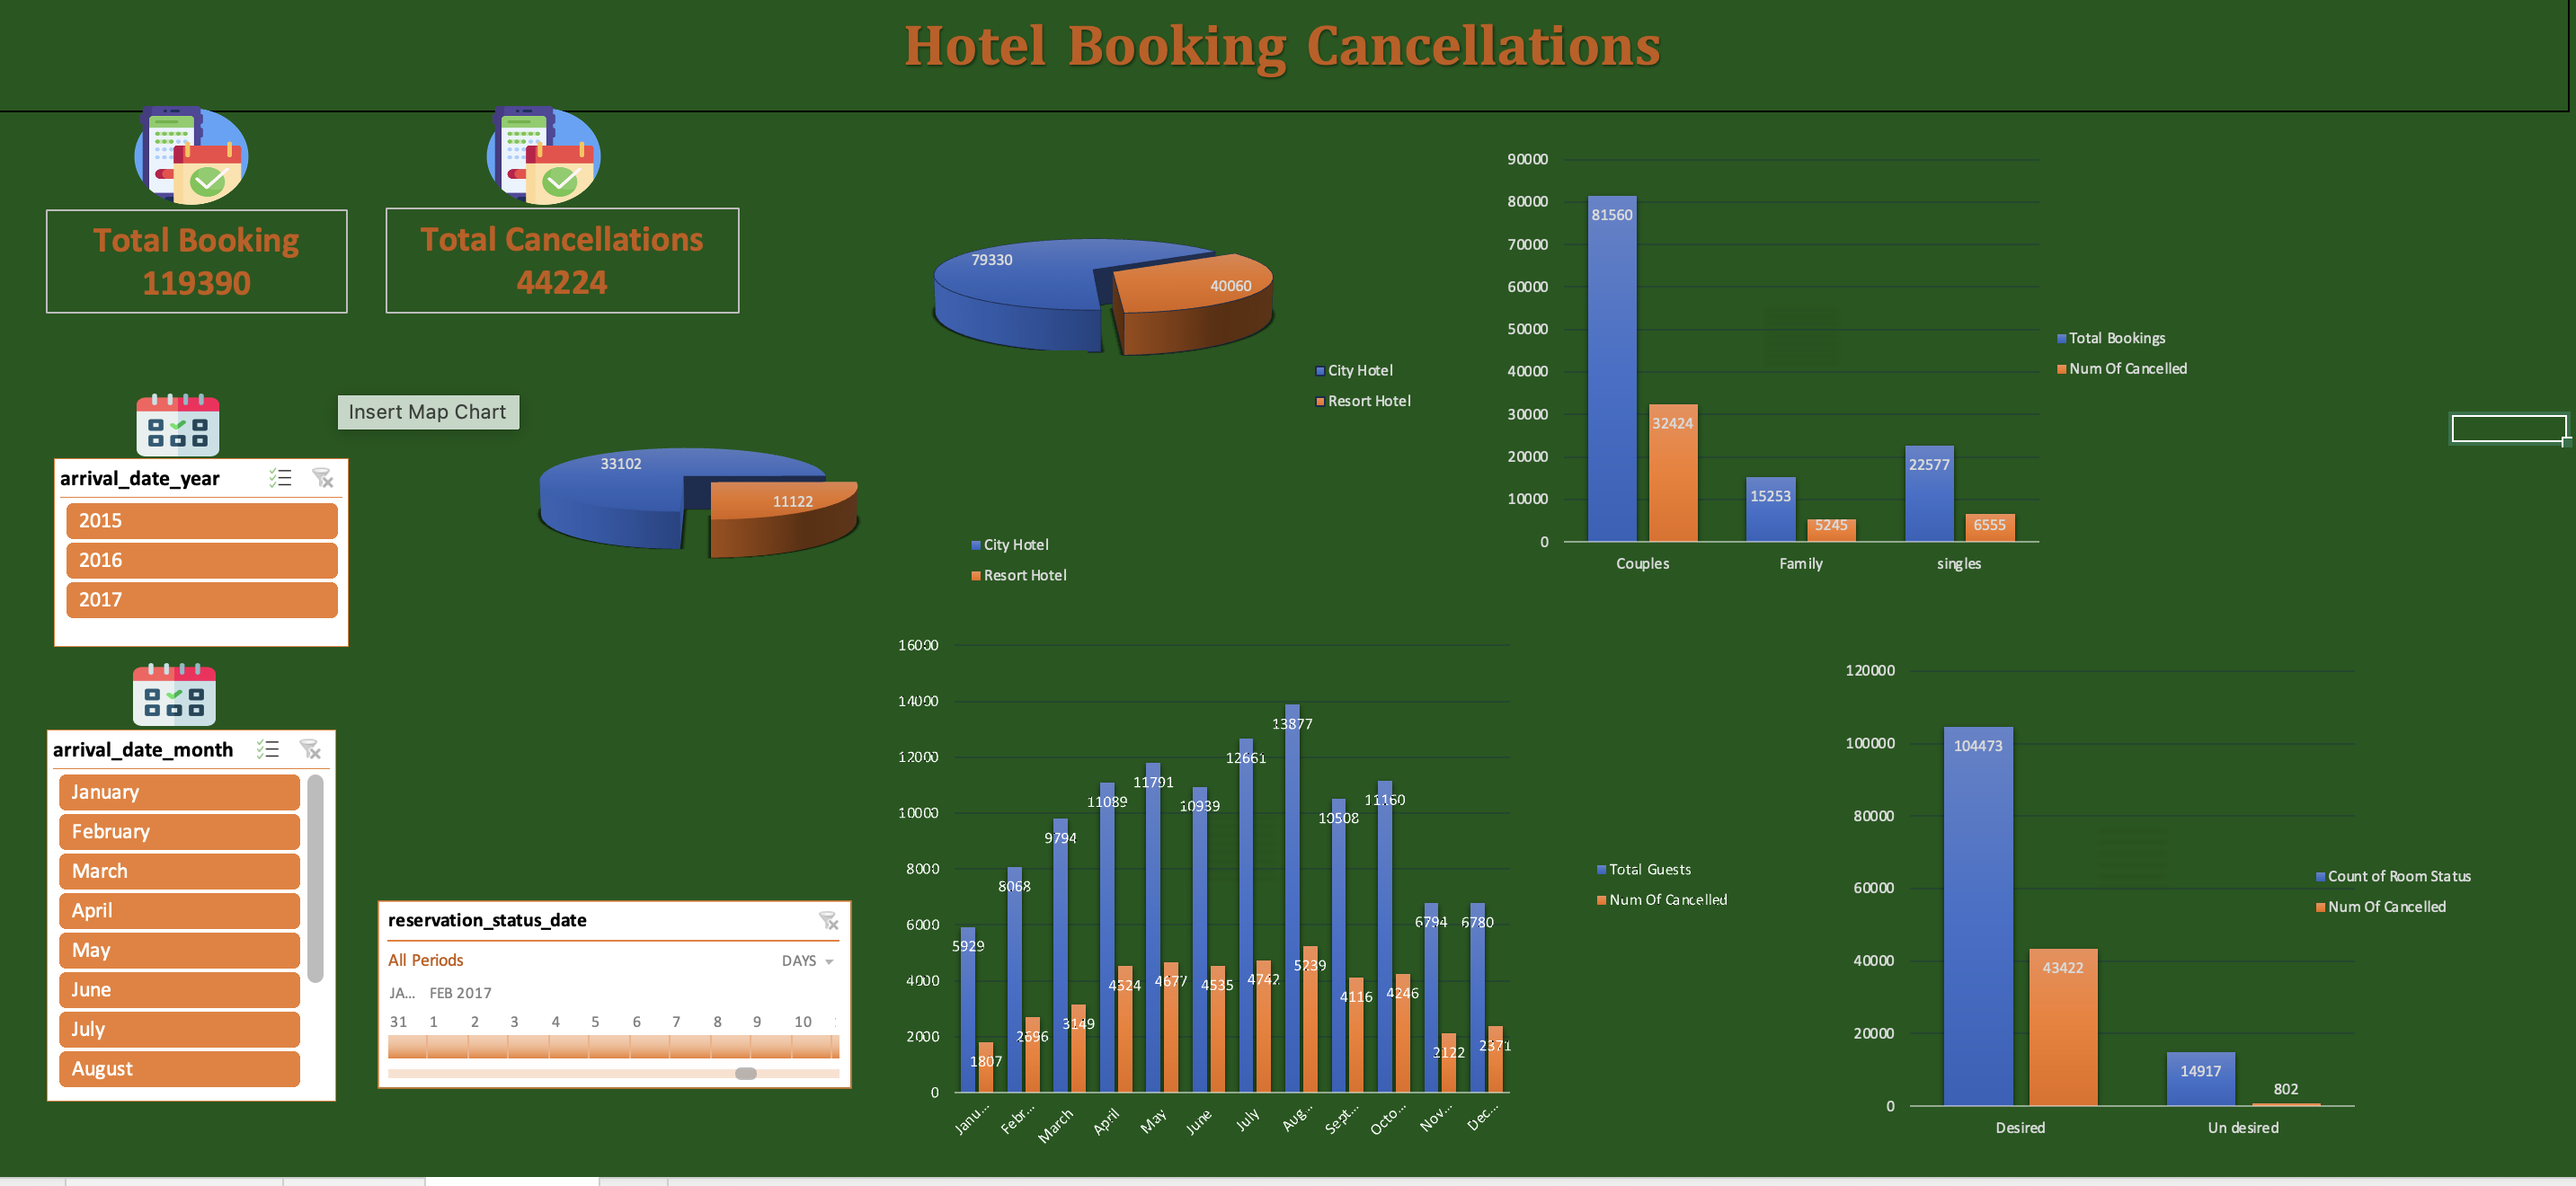 Hotel Booking Cancellations
Total Booking
119390
Total Cancellations
44224
79330
40060
City Hotel
Resort Hotel
90000
80000
70000
60000
50000
40000
30000
20000
10000
0
81560
32424
15253
5245
22577
6555
Couples
Family
singles
Total Bookings
Num Of Cancelled
Insert Map Chart
33102
11122
City Hotel
Resort Hotel
arrival_date_year
2015
2016
2017
arrival_date_month
January
February
March
April
May
June
July
August
reservation_status_date
All Periods
DAYS
JA... FEB 2017
31 1 2 3 4 5 6 7 8 9 10
16000
14000
12000
10000
8000
6000
4000
2000
0
5929
1807
8068
2696
9794
3149
11089
4524
11791
4677
10939
4535
12661
4742
13877
5239
10508
4116
11160
4246
6794
2122
6780
2371
Janu...
Febr...
March
April
May
June
July
Aug...
Sept...
Octo...
Nov...
Dec...
Total Guests
Num Of Cancelled
120000
100000
80000
60000
40000
20000
0
104473
43422
14917
802
Desired
Un desired
Count of Room Status
Num Of Cancelled